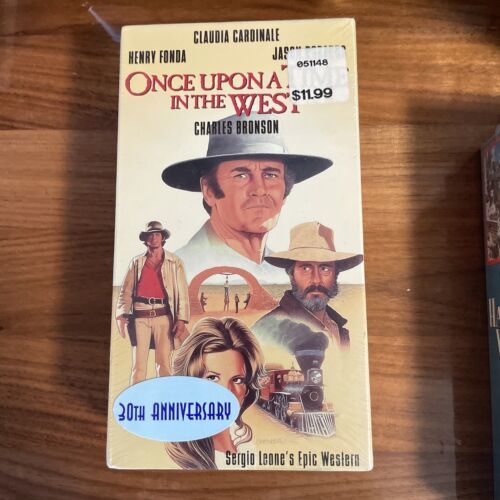 CLAUDIA CARDINALE
HENRY FONDA
JASON
051148
$11.99
ONCE UPON A TIME
IN THE WEST
CHARLES BRONSON
30TH ANNIVERSARY
Sergio Leone's Epic Western